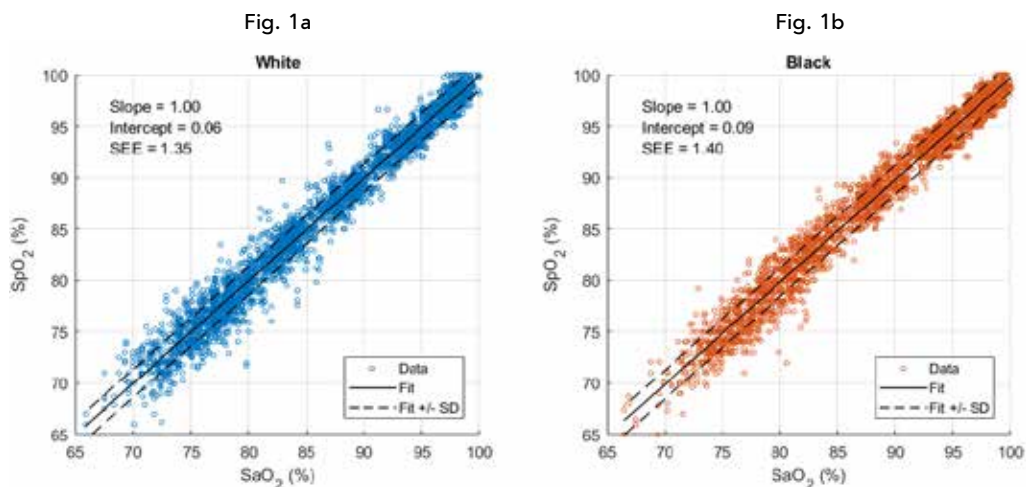 Fig. 1a
White
Slope = 1.00
Intercept = 0.06
SEE = 1.35
100
95
90
85
80
75
70
65
SpO2 (%)
65 70 75 80 85 90 95 100
SaO2 (%)
Data
Fit
Fit +/- SD
Fig. 1b
Black
Slope = 1.00
Intercept = 0.09
SEE = 1.40
100
95
90
85
80
75
70
65
SpO2 (%)
65 70 75 80 85 90 95 100
SaO2 (%)
Data
Fit
Fit +/- SD